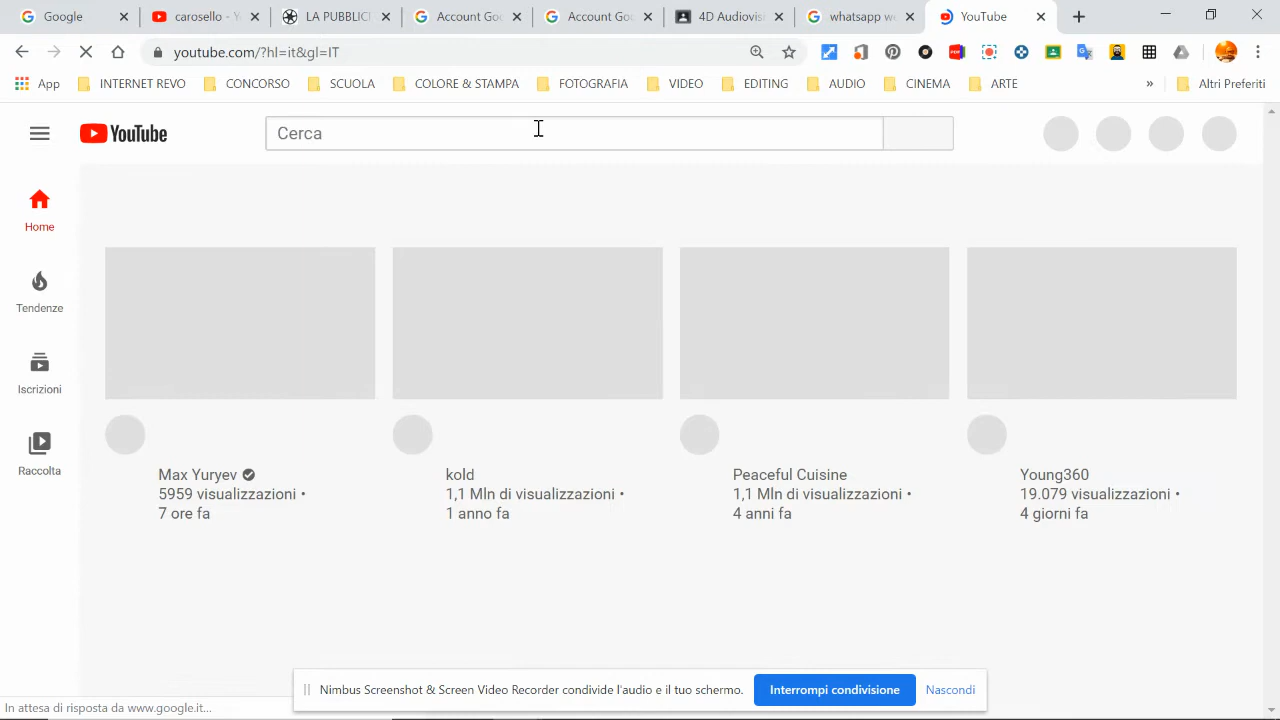 Google
carosello - Y
LA PUBBLIC
Account Go
Account Go
4D Audiovis
whatsapp w
YouTube
youtube.com/?hl=it&gl=IT
App
INTERNET REVO
CONCORSO
SCUOLA
COLORE & STAMPA
FOTOGRAFIA
VIDEO
EDITING
AUDIO
CINEMA
ARTE
»
Altri Preferiti
YouTube
Cerca
Home
Tendenze
Iscrizioni
Raccolta
Max Yuryev
5959 visualizzazioni •
7 ore fa
kold
1,1 Mln di visualizzazioni •
1 anno fa
Peaceful Cuisine
1,1 Mln di visualizzazioni •
4 anni fa
Young360
19.079 visualizzazioni •
4 giorni fa
Nimbus Screenshot & Screen Video Recorder condivide l'audio e il tuo schermo.
Interrompi condivisione
Nascondi
In attesa di risposta da www.google.it...